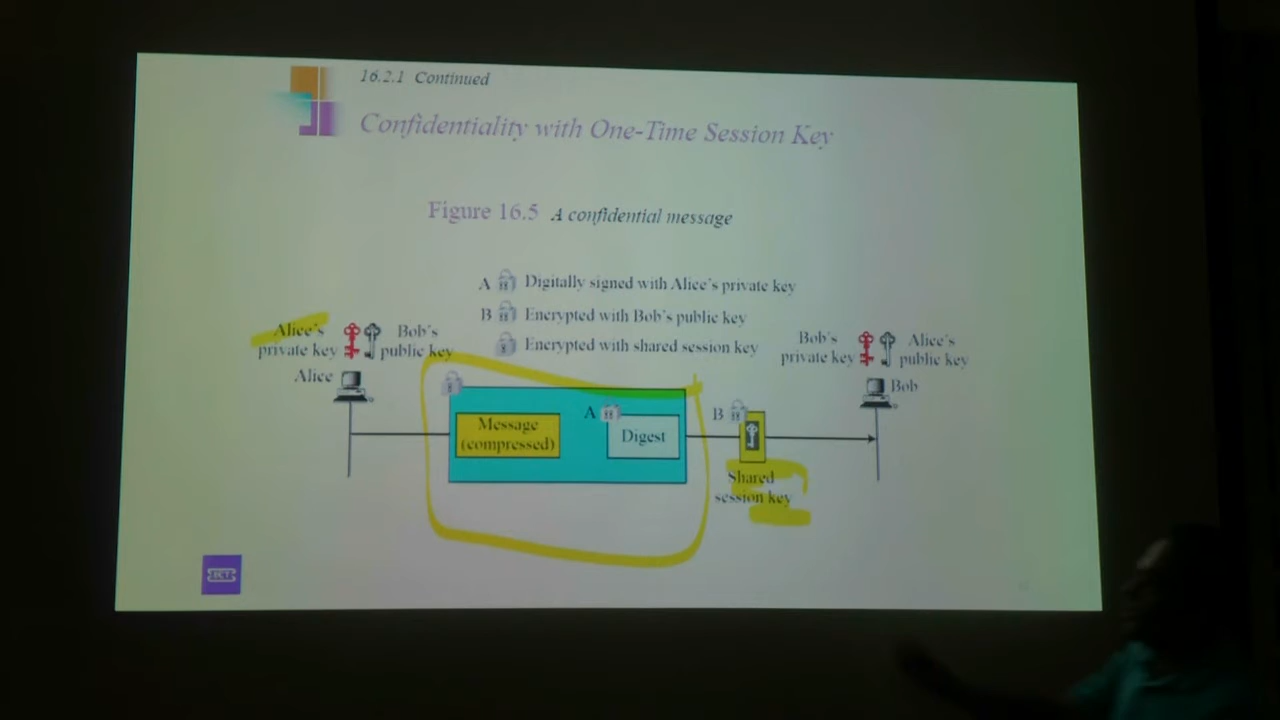 16.2.1 Continued
Confidentiality with One-Time Session Key
Figure 16.5 A confidential message
A Digitally signed with Alice's private key
B Encrypted with Bob's public key
Encrypted with shared session key
Alice's
private key
Bob's
public key
Bob's
private key
Alice's
public key
Alice
Bob
Message
(compressed)
A
Digest
B
Shared
session key